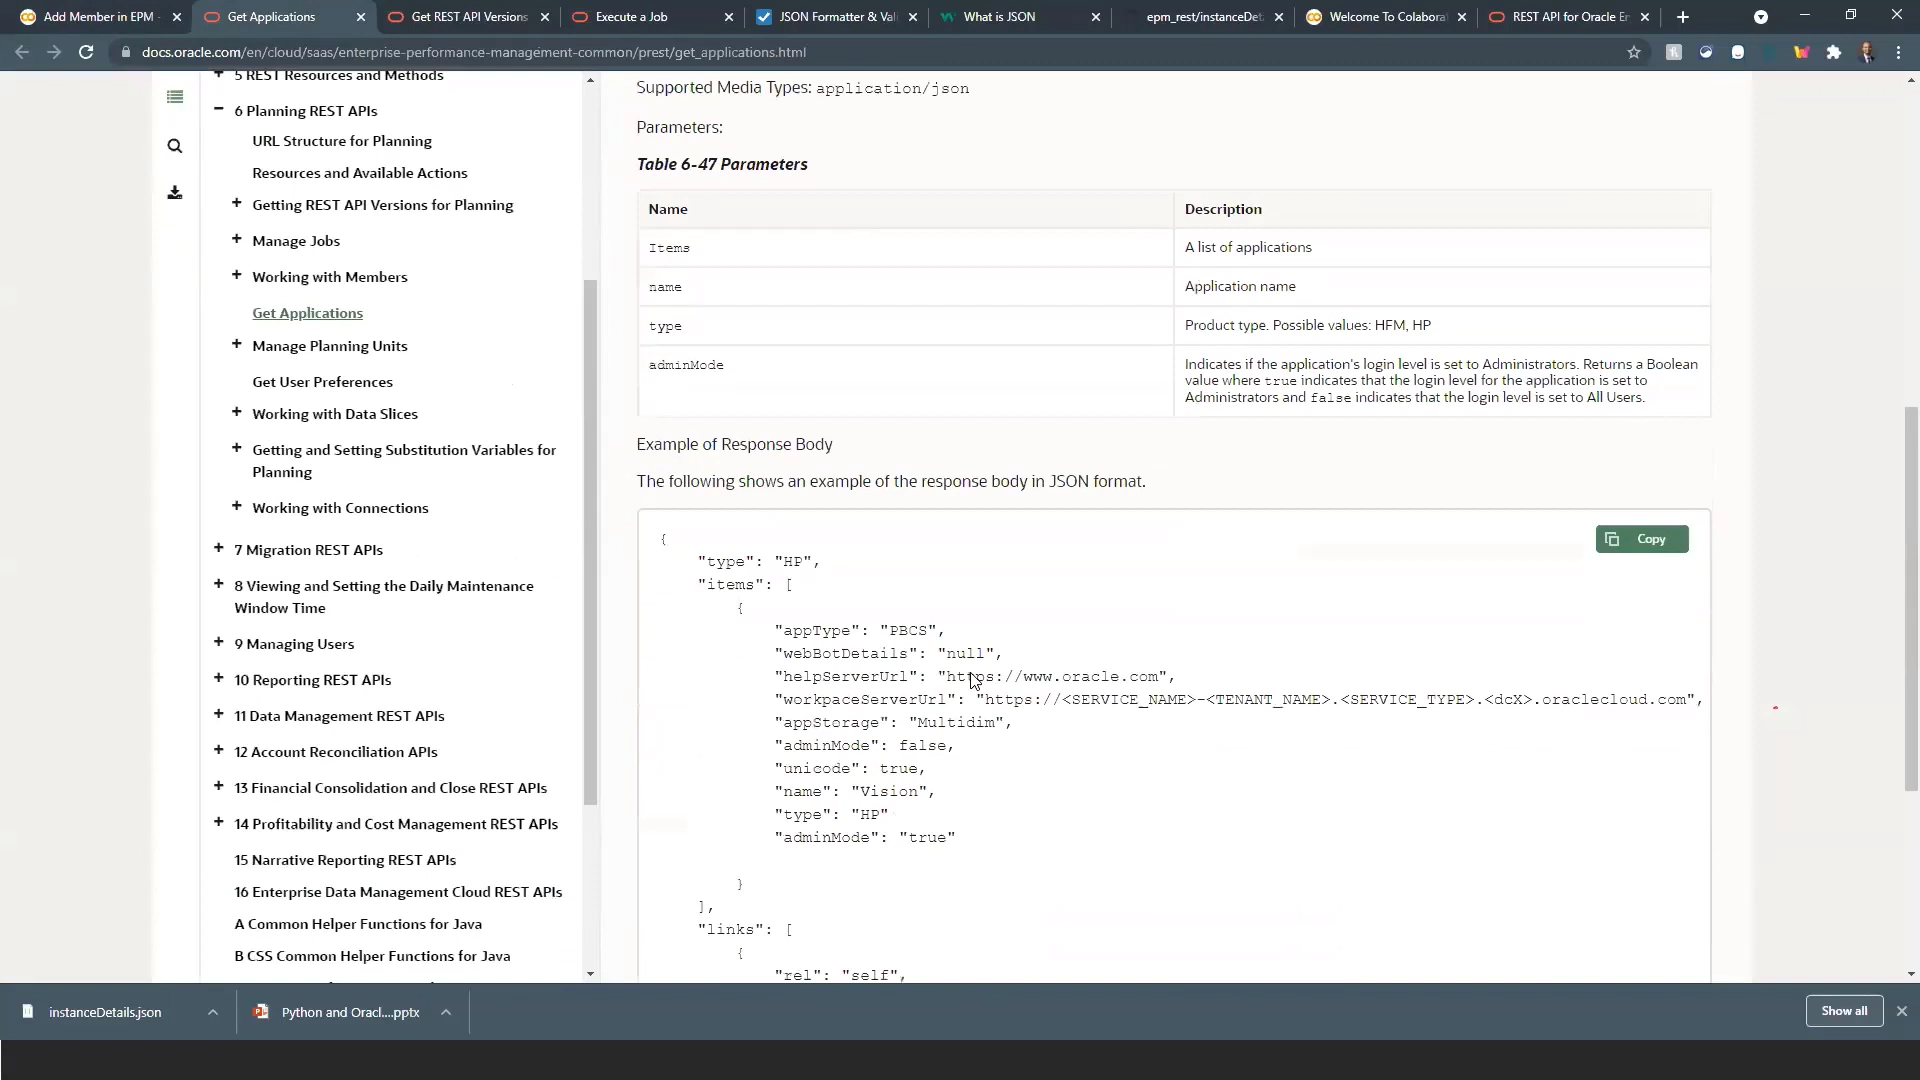 Add Member in EPM -
Get Applications
Get REST API Versions
Execute a Job
JSON Formatter & Vali
What is JSON
epm_rest/instanceDet
Welcome To Colabora
REST API for Oracle En
docs.oracle.com/en/cloud/saas/enterprise-performance-management-common/prest/get_applications.html
5 REST Resources and Methods
6 Planning REST APIs
URL Structure for Planning
Resources and Available Actions
Getting REST API Versions for Planning
Manage Jobs
Working with Members
Get Applications
Manage Planning Units
Get User Preferences
Working with Data Slices
Getting and Setting Substitution Variables for
Planning
Working with Connections
7 Migration REST APIs
8 Viewing and Setting the Daily Maintenance
Window Time
9 Managing Users
10 Reporting REST APIs
11 Data Management REST APIs
12 Account Reconciliation APIs
13 Financial Consolidation and Close REST APIs
14 Profitability and Cost Management REST APIs
15 Narrative Reporting REST APIs
16 Enterprise Data Management Cloud REST APIs
A Common Helper Functions for Java
B CSS Common Helper Functions for Java
Supported Media Types: application/json
Parameters:
Table 6-47 Parameters
Name Description
Items A list of applications
name Application name
type Product type. Possible values: HFM, HP
adminMode Indicates if the application's login level is set to Administrators. Returns a Boolean
value where true indicates that the login level for the application is set to
Administrators and false indicates that the login level is set to All Users.
Example of Response Body
The following shows an example of the response body in JSON format.
Copy
{
"type": "HP",
"items": [
{
"appType": "PBCS",
"webBotDetails": "null",
"helpServerUrl": "https://www.oracle.com",
"workpaceServerUrl": "https://<SERVICE_NAME>-<TENANT_NAME>.<SERVICE_TYPE>.<dcX>.oraclecloud.com",
"appStorage": "Multidim",
"adminMode": false,
"unicode": true,
"name": "Vision",
"type": "HP"
"adminMode": "true"
}
],
"links": [
{
"rel": "self",
instanceDetails.json
Python and Oracl....pptx
Show all